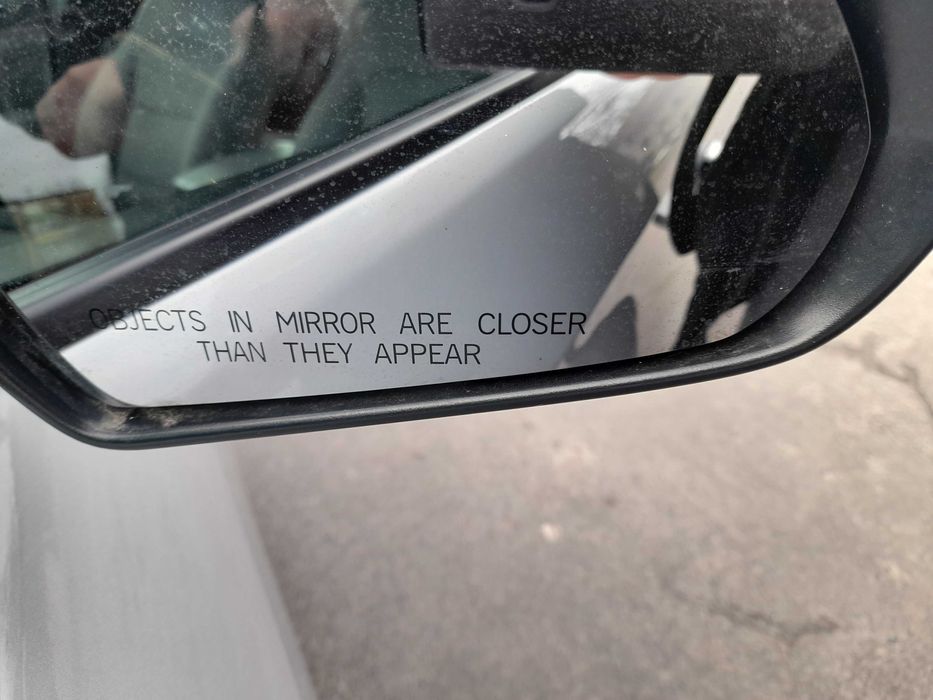 OBJECTS IN MIRROR ARE CLOSER
THAN THEY APPEAR